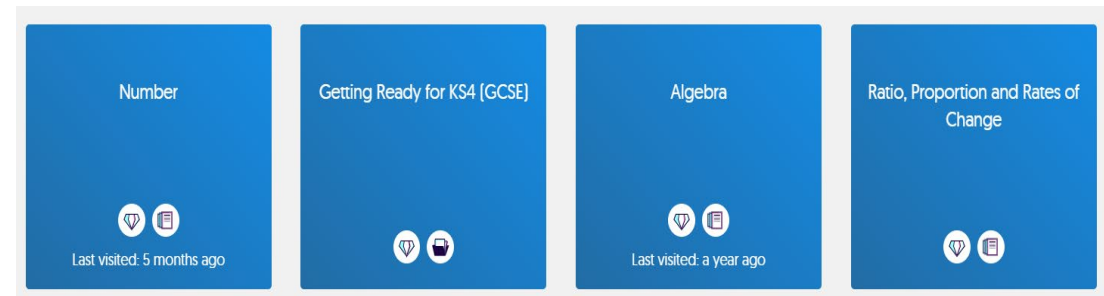 Number
Last visited: 5 months ago
Getting Ready for KS4 (GCSE)
Algebra
Last visited: a year ago
Ratio, Proportion and Rates of
Change